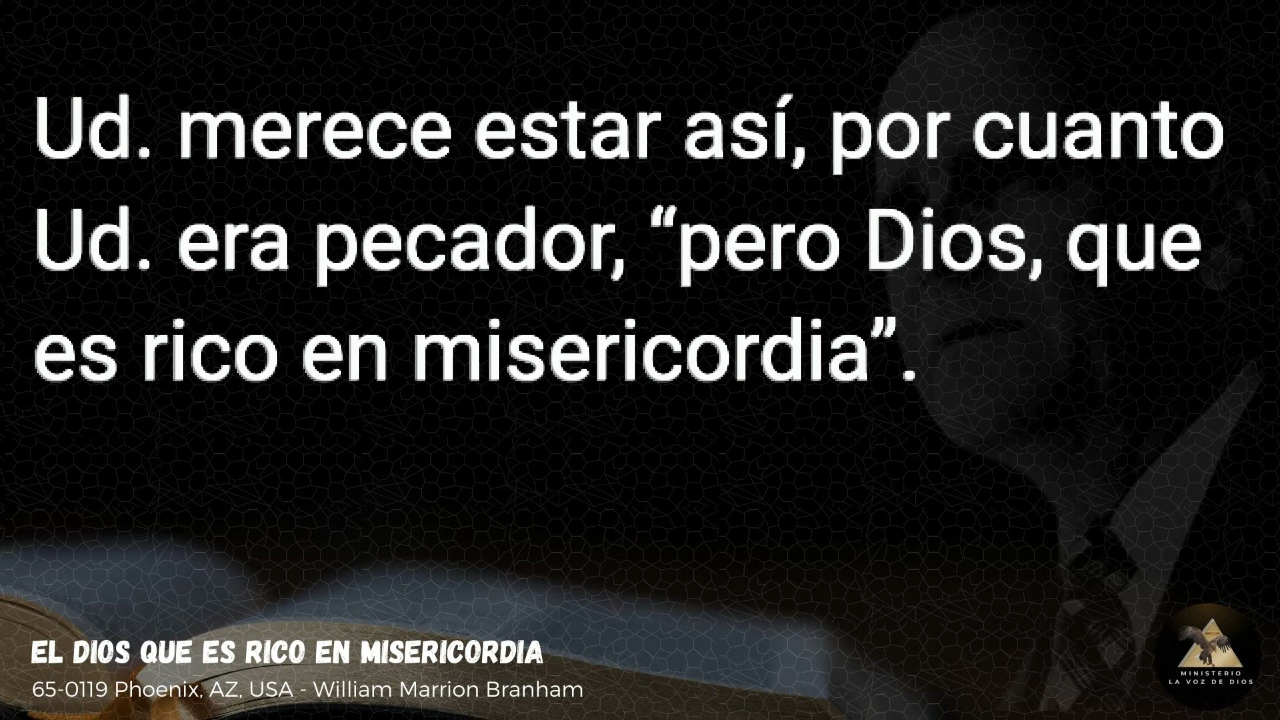 Ud. merece estar así, por cuanto
Ud. era pecador, “pero Dios, que
es rico en misericordia”.
EL DIOS QUE ES RICO EN MISERICORDIA
65-0119 Phoenix, AZ, USA - William Marrion Branham
MINISTERIO
LA VOZ DE DIOS